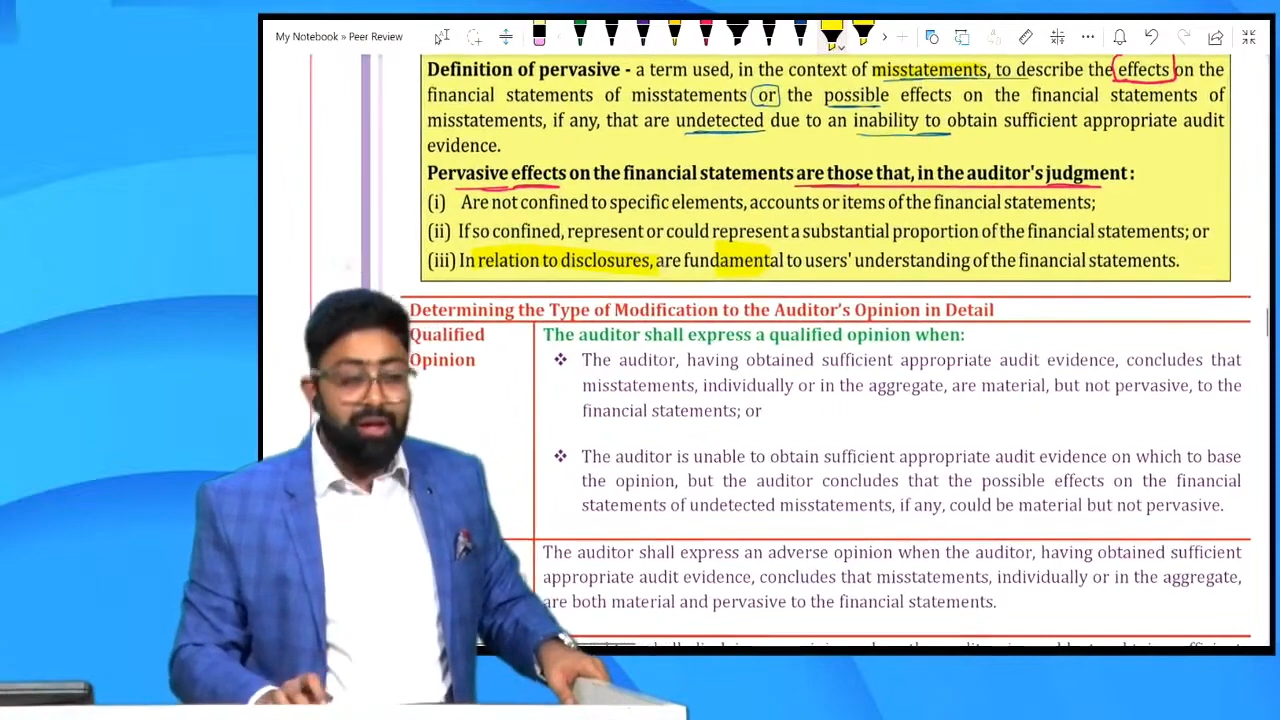 My Notebook » Peer Review
Definition of pervasive - a term used, in the context of misstatements, to describe the effects on the
financial statements of misstatements or the possible effects on the financial statements of
misstatements, if any, that are undetected due to an inability to obtain sufficient appropriate audit
evidence.
Pervasive effects on the financial statements are those that, in the auditor's judgment :
(i) Are not confined to specific elements, accounts or items of the financial statements;
(ii) If so confined, represent or could represent a substantial proportion of the financial statements; or
(iii) In relation to disclosures, are fundamental to users' understanding of the financial statements.
Determining the Type of Modification to the Auditor's Opinion in Detail
Qualified
Opinion
The auditor shall express a qualified opinion when:
❖ The auditor, having obtained sufficient appropriate audit evidence, concludes that
misstatements, individually or in the aggregate, are material, but not pervasive, to the
financial statements; or
❖ The auditor is unable to obtain sufficient appropriate audit evidence on which to base
the opinion, but the auditor concludes that the possible effects on the financial
statements of undetected misstatements, if any, could be material but not pervasive.
The auditor shall express an adverse opinion when the auditor, having obtained sufficient
appropriate audit evidence, concludes that misstatements, individually or in the aggregate,
are both material and pervasive to the financial statements.